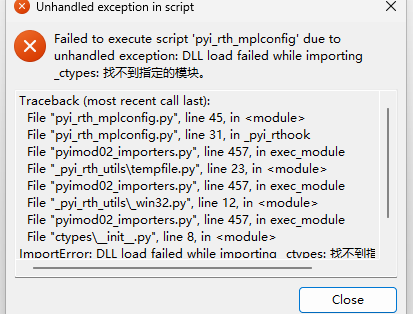 Unhandled exception in script
Failed to execute script 'pyi_rth_mplconfig' due to
unhandled exception: DLL load failed while importing
_ctypes: 找不到指定的模块。
Traceback (most recent call last):
File "pyi_rth_mplconfig.py", line 45, in <module>
File "pyi_rth_mplconfig.py", line 31, in _pyi_rthook
File "pyimod02_importers.py", line 457, in exec_module
File "_pyi_rth_utils\tempfile.py", line 23, in <module>
File "pyimod02_importers.py", line 457, in exec_module
File "_pyi_rth_utils\_win32.py", line 12, in <module>
File "pyimod02_importers.py", line 457, in exec_module
File "ctypes\__init__.py", line 8, in <module>
ImportError: DLL load failed while importing _ctypes: 找不到指
Close